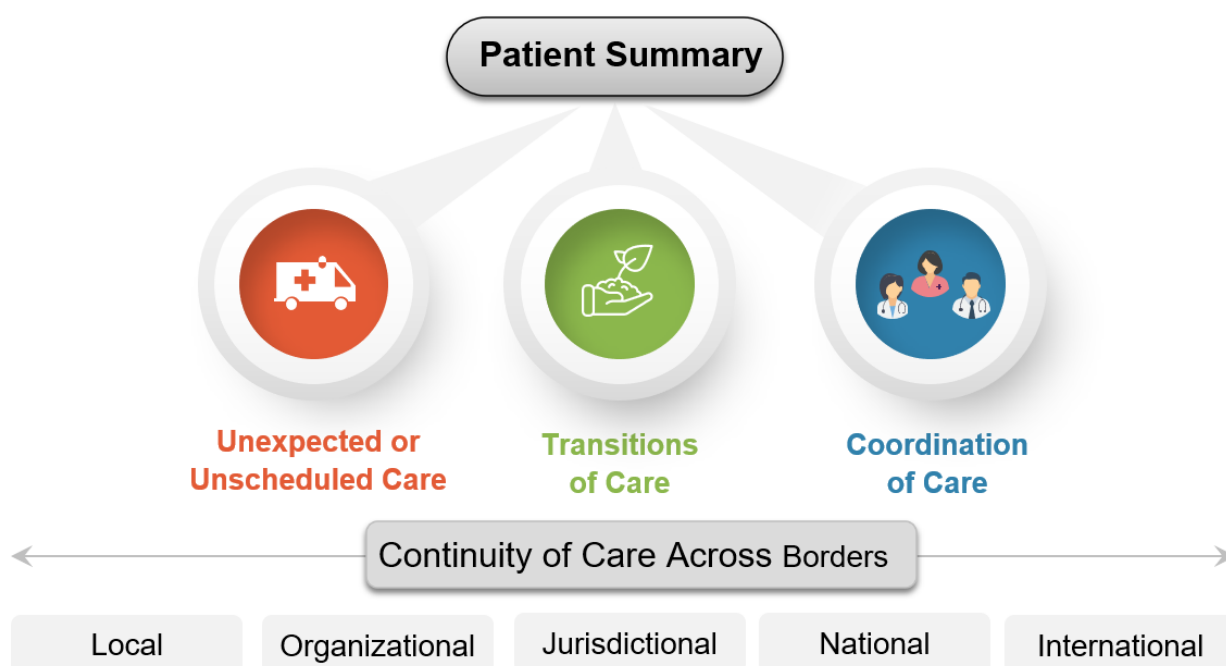 Patient Summary
Unexpected or
Unscheduled Care
Transitions
of Care
Coordination
of Care
Continuity of Care Across Borders
Local
Organizational
Jurisdictional
National
International